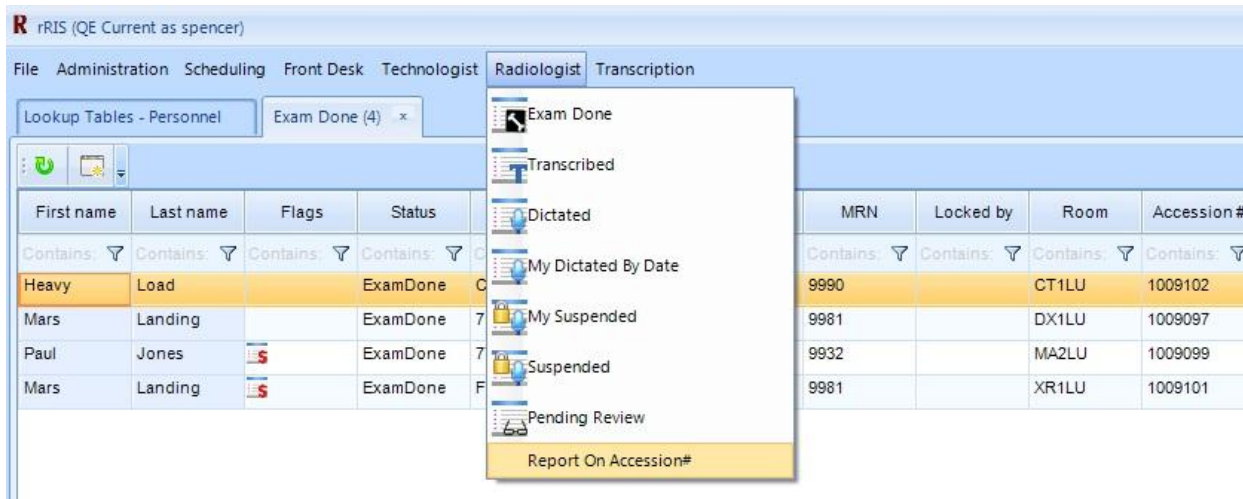 R rRIS (QE Current as spencer)
File Administration Scheduling Front Desk Technologist Radiologist Transcription
Lookup Tables - Personnel Exam Done (4) x
Exam Done
Transcribed
Dictated
My Dictated By Date
My Suspended
Suspended
Pending Review
Report On Accession#
First name Last name Flags Status MRN Locked by Room Accession #
Contains: Contains: Contains: Contains: C Contains: Contains: Contains: Contains:
Heavy Load ExamDone C 9990 CT1LU 1009102
Mars Landing ExamDone 7 9981 DX1LU 1009097
Paul Jones $ ExamDone 7 9932 MA2LU 1009099
Mars Landing $ ExamDone F 9981 XR1LU 1009101